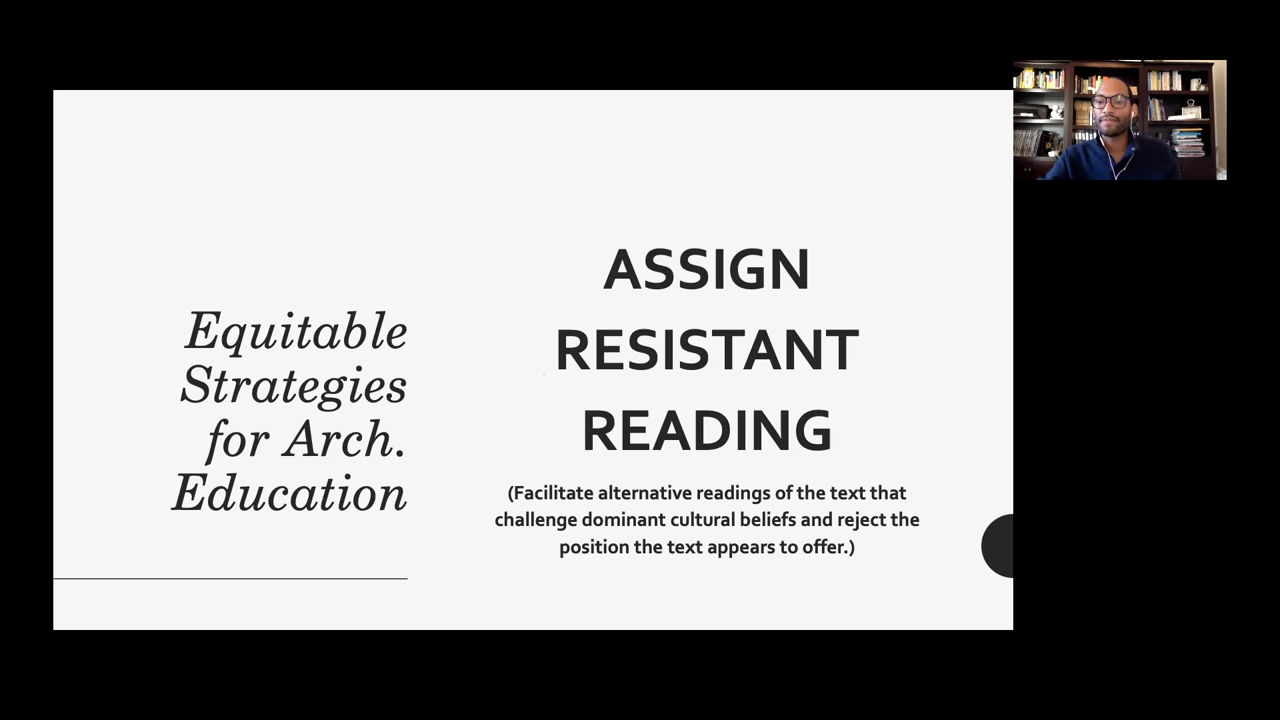 Equitable
Strategies
for Arch.
Education
ASSIGN
RESISTANT
READING
(Facilitate alternative readings of the text that
challenge dominant cultural beliefs and reject the
position the text appears to offer.)